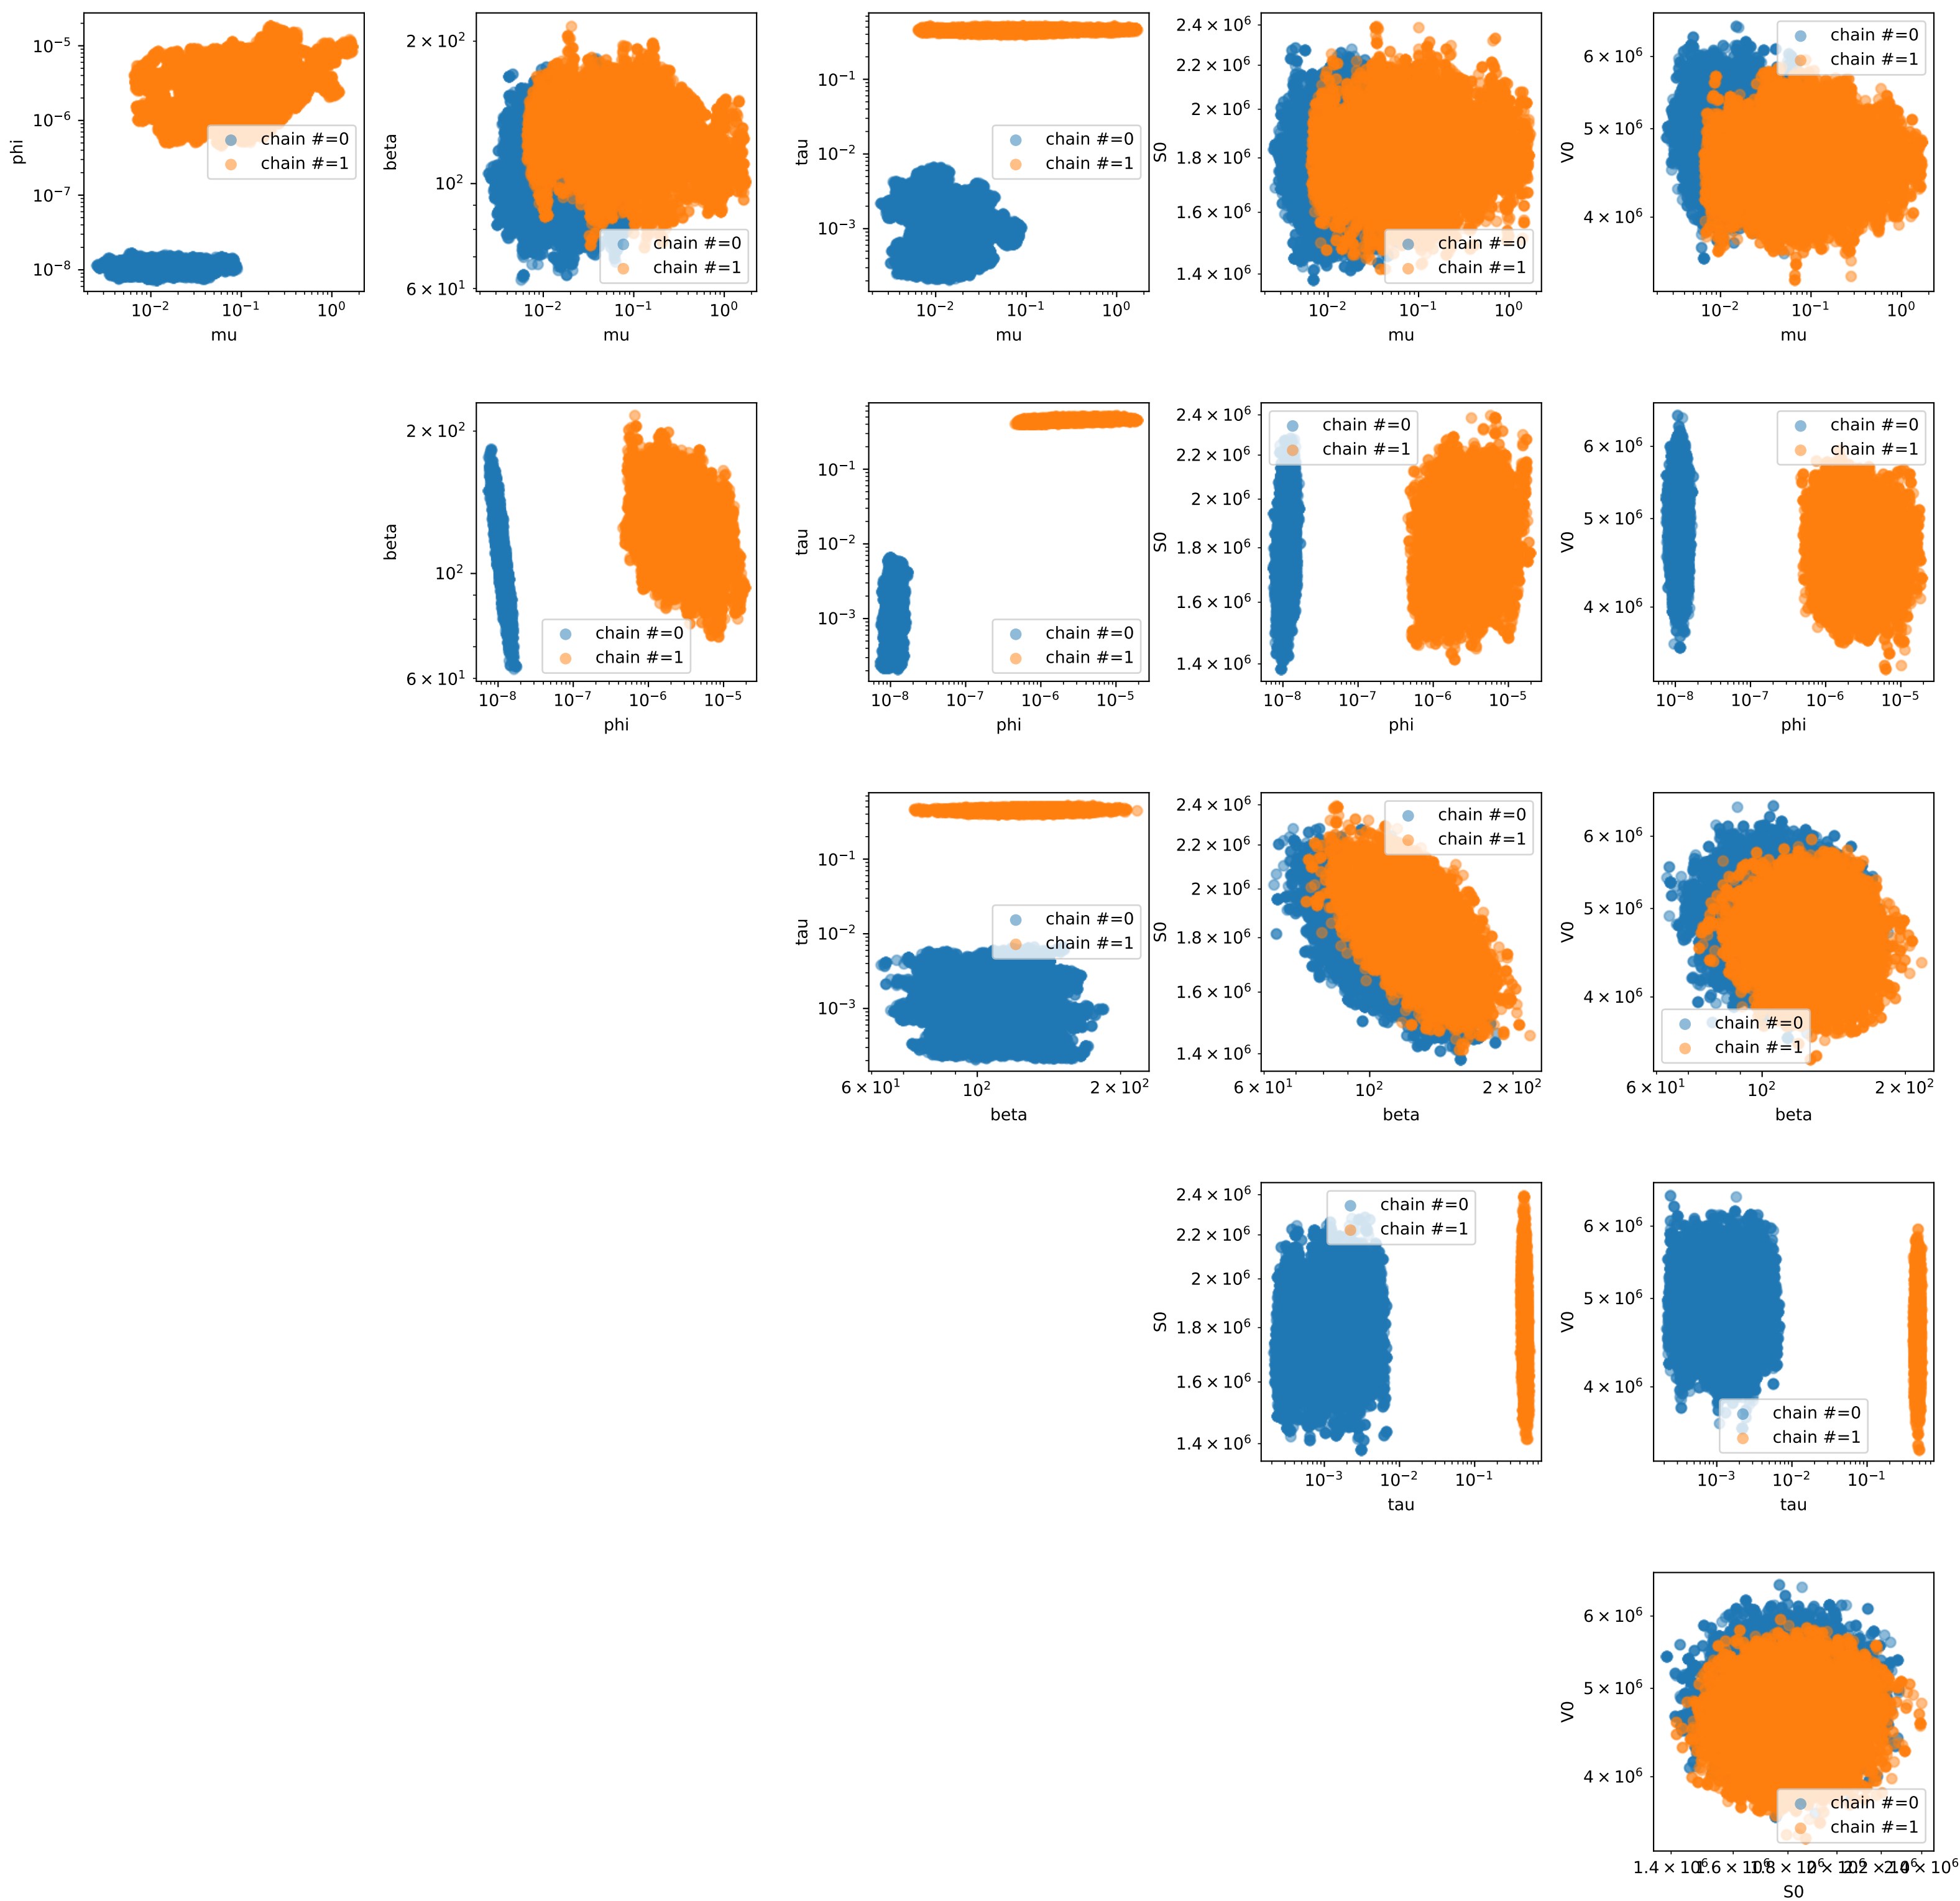 10⁻⁵
10⁻⁶
10⁻⁷
10⁻⁸
phi
chain #=0
chain #=1
10⁻² 10⁻¹ 10⁰
mu
2 × 10²
10²
6 × 10¹
beta
chain #=0
chain #=1
10⁻² 10⁻¹ 10⁰
mu
10⁻¹
10⁻²
10⁻³
tau
chain #=0
chain #=1
10⁻² 10⁻¹ 10⁰
mu
2.4 × 10⁶
2.2 × 10⁶
2 × 10⁶
1.8 × 10⁶
1.6 × 10⁶
1.4 × 10⁶
S0
chain #=0
chain #=1
10⁻² 10⁻¹ 10⁰
mu
6 × 10⁶
5 × 10⁶
4 × 10⁶
V0
chain #=0
chain #=1
10⁻² 10⁻¹ 10⁰
mu
2 × 10²
10²
6 × 10¹
beta
chain #=0
chain #=1
10⁻⁸ 10⁻⁷ 10⁻⁶ 10⁻⁵
phi
10⁻¹
10⁻²
10⁻³
tau
chain #=0
chain #=1
10⁻⁸ 10⁻⁷ 10⁻⁶ 10⁻⁵
phi
2.4 × 10⁶
2.2 × 10⁶
2 × 10⁶
1.8 × 10⁶
1.6 × 10⁶
1.4 × 10⁶
S0
chain #=0
chain #=1
10⁻⁸ 10⁻⁷ 10⁻⁶ 10⁻⁵
phi
6 × 10⁶
5 × 10⁶
4 × 10⁶
V0
chain #=0
chain #=1
10⁻⁸ 10⁻⁷ 10⁻⁶ 10⁻⁵
phi
10⁻¹
10⁻²
10⁻³
tau
chain #=0
chain #=1
6 × 10¹ 10² 2 × 10²
beta
2.4 × 10⁶
2.2 × 10⁶
2 × 10⁶
1.8 × 10⁶
1.6 × 10⁶
1.4 × 10⁶
S0
chain #=0
chain #=1
6 × 10¹ 10² 2 × 10²
beta
6 × 10⁶
5 × 10⁶
4 × 10⁶
V0
chain #=0
chain #=1
6 × 10¹ 10² 2 × 10²
beta
2.4 × 10⁶
2.2 × 10⁶
2 × 10⁶
1.8 × 10⁶
1.6 × 10⁶
1.4 × 10⁶
S0
chain #=0
chain #=1
10⁻³ 10⁻² 10⁻¹
tau
6 × 10⁶
5 × 10⁶
4 × 10⁶
V0
chain #=0
chain #=1
10⁻³ 10⁻² 10⁻¹
tau
6 × 10⁶
5 × 10⁶
4 × 10⁶
V0
chain #=0
chain #=1
S0